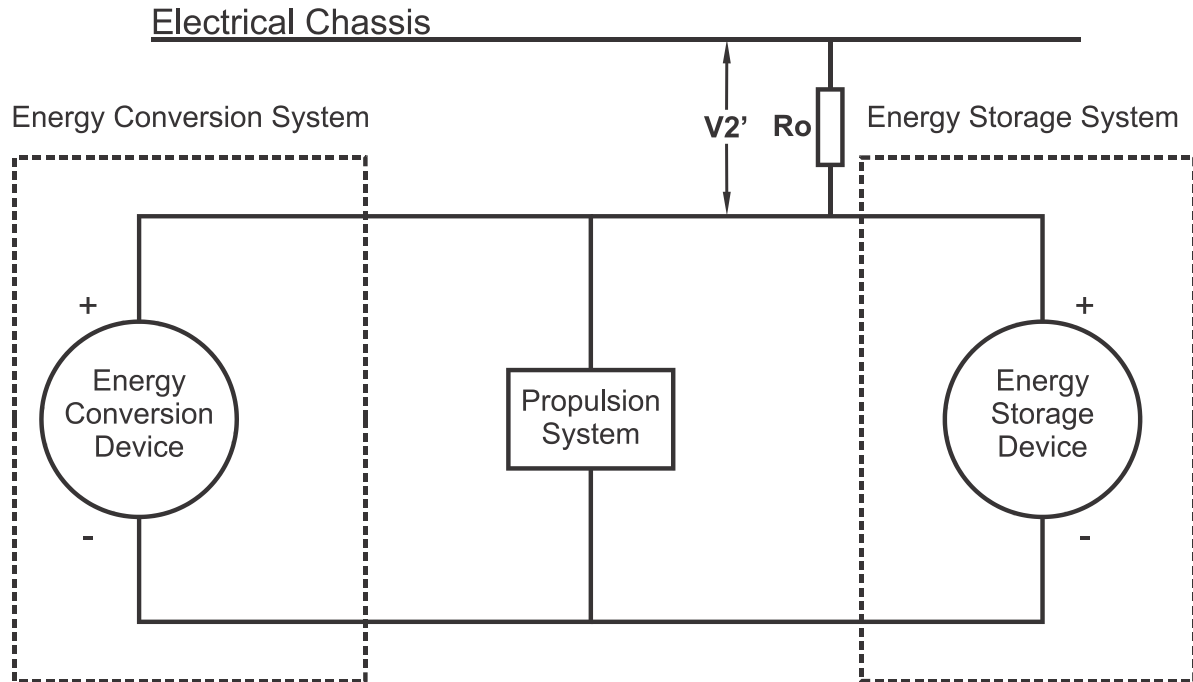 Electrical Chassis
Energy Conversion System
V2’
Ro
Energy Storage System
+
Energy
Conversion
Device
-
Propulsion
System
+
Energy
Storage
Device
-